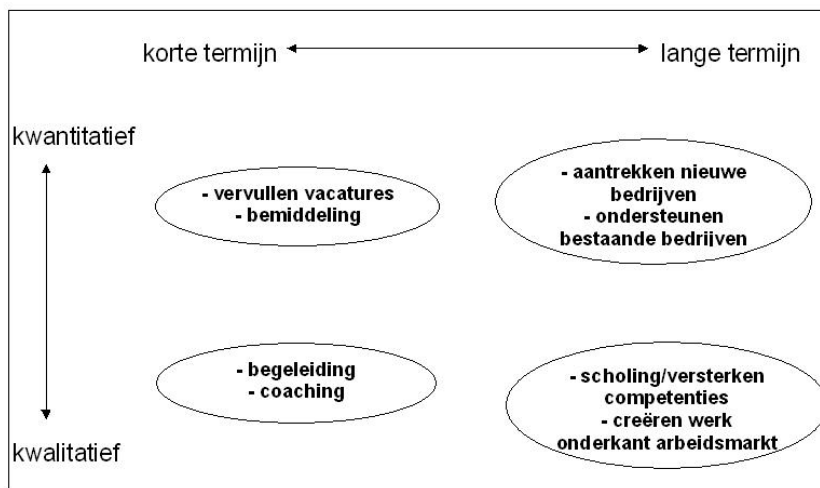 korte termijn
lange termijn
kwantitatief
- vervullen vacatures
- bemiddeling
- aantrekken nieuwe
bedrijven
- ondersteunen
bestaande bedrijven
- begeleiding
- coaching
- scholing/versterken
competenties
- creëren werk
onderkant arbeidsmarkt
kwalitatief